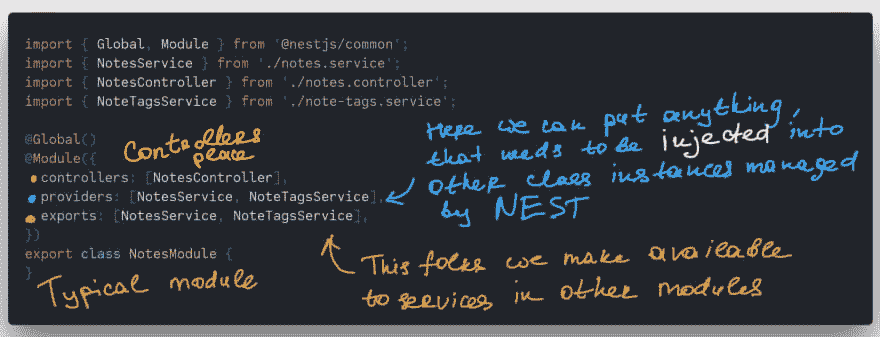 import { Global, Module } from '@nestjs/common';
import { NotesService } from './notes.service';
import { NotesController } from './notes.controller';
import { NoteTagsService } from './note-tags.service';
@Global()
@Module({
controllers: [NotesController],
providers: [NotesService, NoteTagsService],
exports: [NotesService, NoteTagsService],
})
export class NotesModule {
}
Controllers
place
Here we can put anything,
that needs to be injected into
other class instances managed
by NEST
This folks we make available
to services in other modules
Typical module